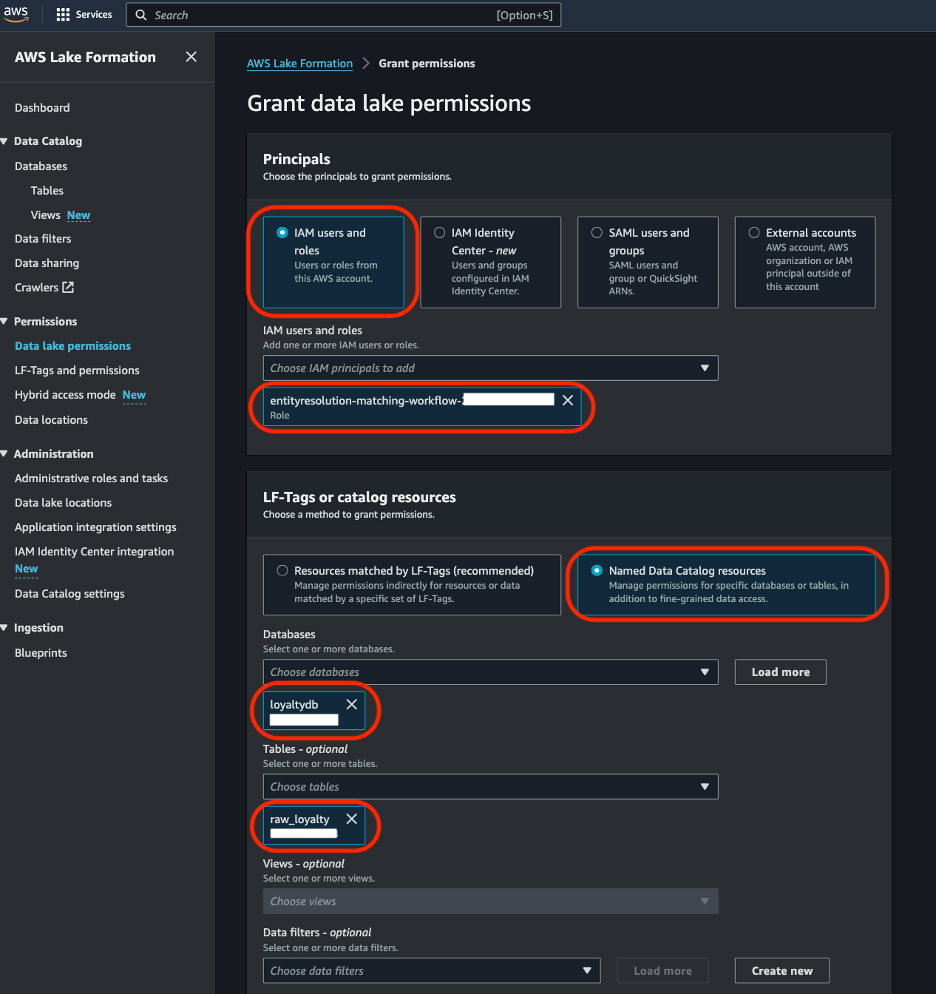 aws
Services
Search
[Option+S]
AWS Lake Formation
Dashboard
Data Catalog
Databases
Tables
Views New
Data filters
Data sharing
Crawlers
Permissions
Data lake permissions
LF-Tags and permissions
Hybrid access mode New
Data locations
Administration
Administrative roles and tasks
Data lake locations
Application integration settings
IAM Identity Center integration
New
Data Catalog settings
Ingestion
Blueprints
AWS Lake Formation > Grant permissions
Grant data lake permissions
Principals
Choose the principals to grant permissions.
IAM users and
roles
Users or roles from
this AWS account.
IAM Identity
Center - new
Users and groups
configured in IAM
Identity Center.
SAML users and
groups
SAML users and
group or QuickSight
ARNs.
External accounts
AWS account, AWS
organization or IAM
principal outside of
this account
IAM users and roles
Add one or more IAM users or roles.
Choose IAM principals to add
entityresolution-matching-workflow-
Role
LF-Tags or catalog resources
Choose a method to grant permissions.
Resources matched by LF-Tags (recommended)
Manage permissions indirectly for resources or data
matched by a specific set of LF-Tags.
Named Data Catalog resources
Manage permissions for specific databases or tables, in
addition to fine-grained data access.
Databases
Select one or more databases.
Choose databases
Load more
loyaltydb
Tables - optional
Select one or more tables.
Choose tables
raw_loyalty
Views - optional
Select one or more views.
Choose views
Data filters - optional
Select one or more data filters.
Choose data filters
Load more
Create new